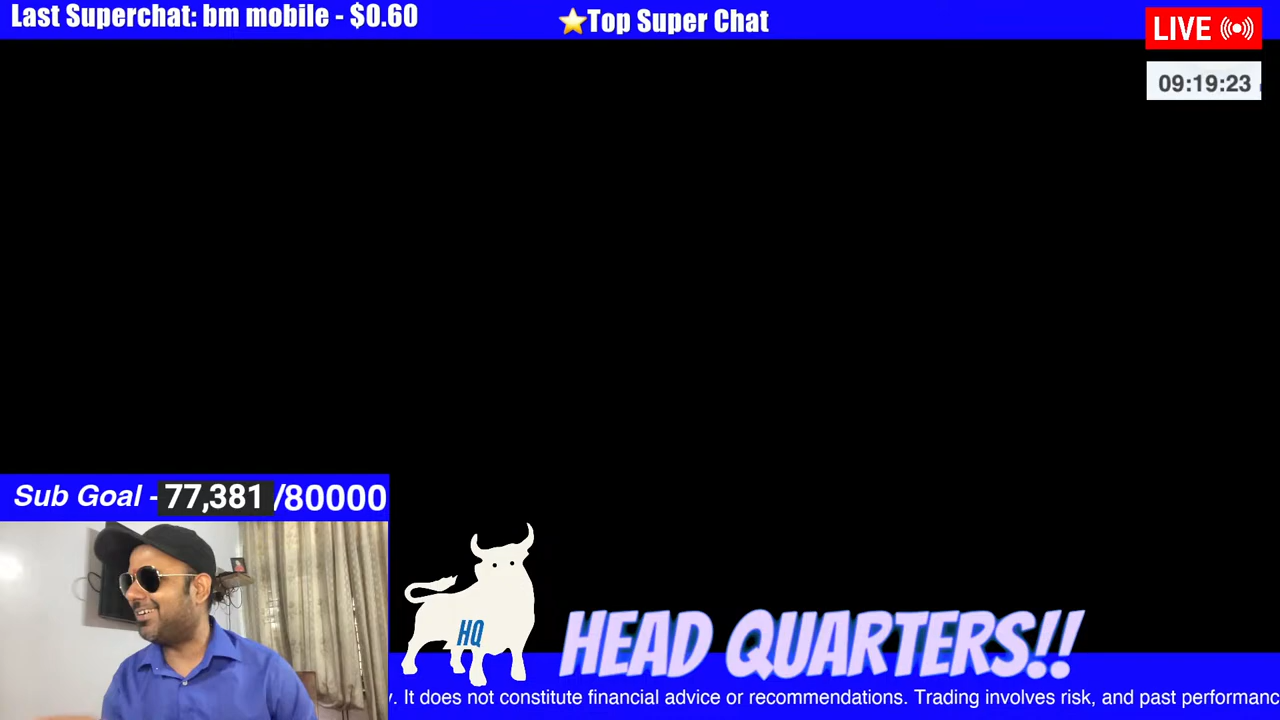 Last Superchat: bm mobile - $0.60
⭐Top Super Chat
LIVE
09:19:23
Sub Goal - 77,381 /80000
HQ
HEAD QUARTERS!!
. It does not constitute financial advice or recommendations. Trading involves risk, and past